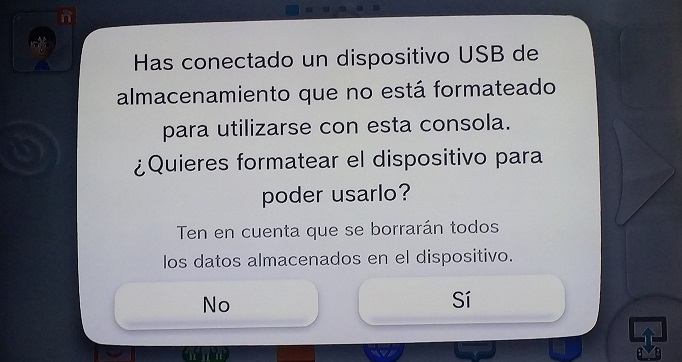 Has conectado un dispositivo USB de
almacenamiento que no está formateado
para utilizarse con esta consola.
¿Quieres formatear el dispositivo para
poder usarlo?
Ten en cuenta que se borrarán todos
los datos almacenados en el dispositivo.
No
Sí